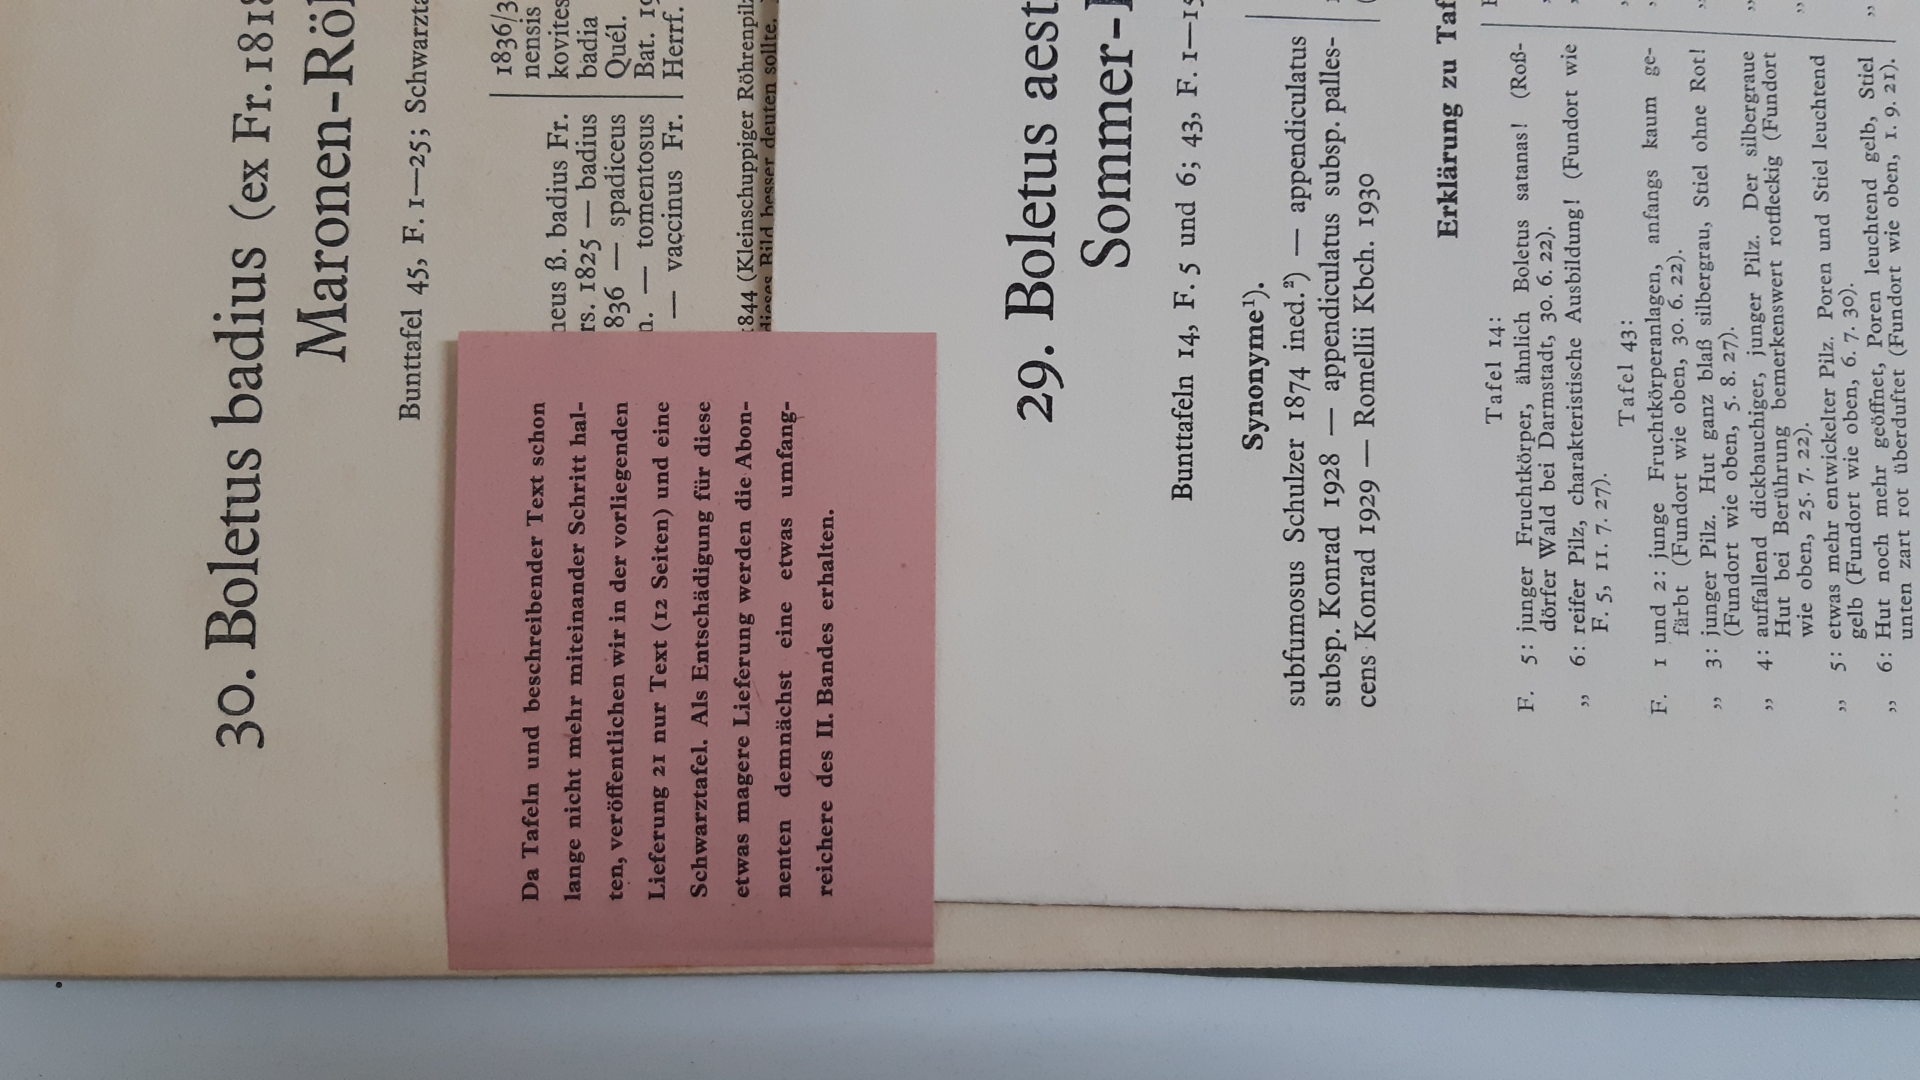 30. Boletus badius (ex Fr. 1818
Maronen-Röh
Bunttafel 45, F. 1—25; Schwarzta
neus ß. badius Fr.
rs. 1825 — badius
836 — spadiceus
n. — tomentosus
— vaccinus Fr.
1836/3
nensis
kovites
badia
Quél.
Bat. 19
Herrf.
1844 (Kleinschuppiger Röhrenpilz
dieses Bild besser deuten sollte.
Da Tafeln und beschreibender Text schon
lange nicht mehr miteinander Schritt hal-
ten, veröffentlichen wir in der vorliegenden
Lieferung 21 nur Text (12 Seiten) und eine
Schwarztafel. Als Entschädigung für diese
etwas magere Lieferung werden die Abon-
nenten demnächst eine etwas umfang-
reichere des II. Bandes erhalten.
29. Boletus aest
Sommer-
Bunttafeln 14, F. 5 und 6; 43, F. 1—15
Synonyme¹).
subfumosus Schulzer 1874 ined.²) — appendiculatus
subsp. Konrad 1928 — appendiculatus subsp. palles-
cens Konrad 1929 — Romellii Kbch. 1930
Erklärung zu Taf
Tafel 14:
F. 5: junger Fruchtkörper, ähnlich Boletus satanas! (Roß-
dörfer Wald bei Darmstadt, 30. 6. 22).
„ 6: reifer Pilz, charakteristische Ausbildung! (Fundort wie
F. 5, 11. 7. 27).
Tafel 43:
F. 1 und 2: junge Fruchtkörperanlagen, anfangs kaum ge-
färbt (Fundort wie oben, 30. 6. 22).
„ 3: junger Pilz. Hut ganz blaß silbergrau, Stiel ohne Rot!
(Fundort wie oben, 5. 8. 27).
„ 4: auffallend dickbauchiger, junger Pilz. Der silbergraue
Hut bei Berührung bemerkenswert rotfleckig (Fundort
wie oben, 25. 7. 22).
„ 5: etwas mehr entwickelter Pilz. Poren und Stiel leuchtend
gelb (Fundort wie oben, 6. 7. 30).
„ 6: Hut noch mehr geöffnet, Poren leuchtend gelb, Stiel
unten zart rot überduftet (Fundort wie oben, 1. 9. 21).